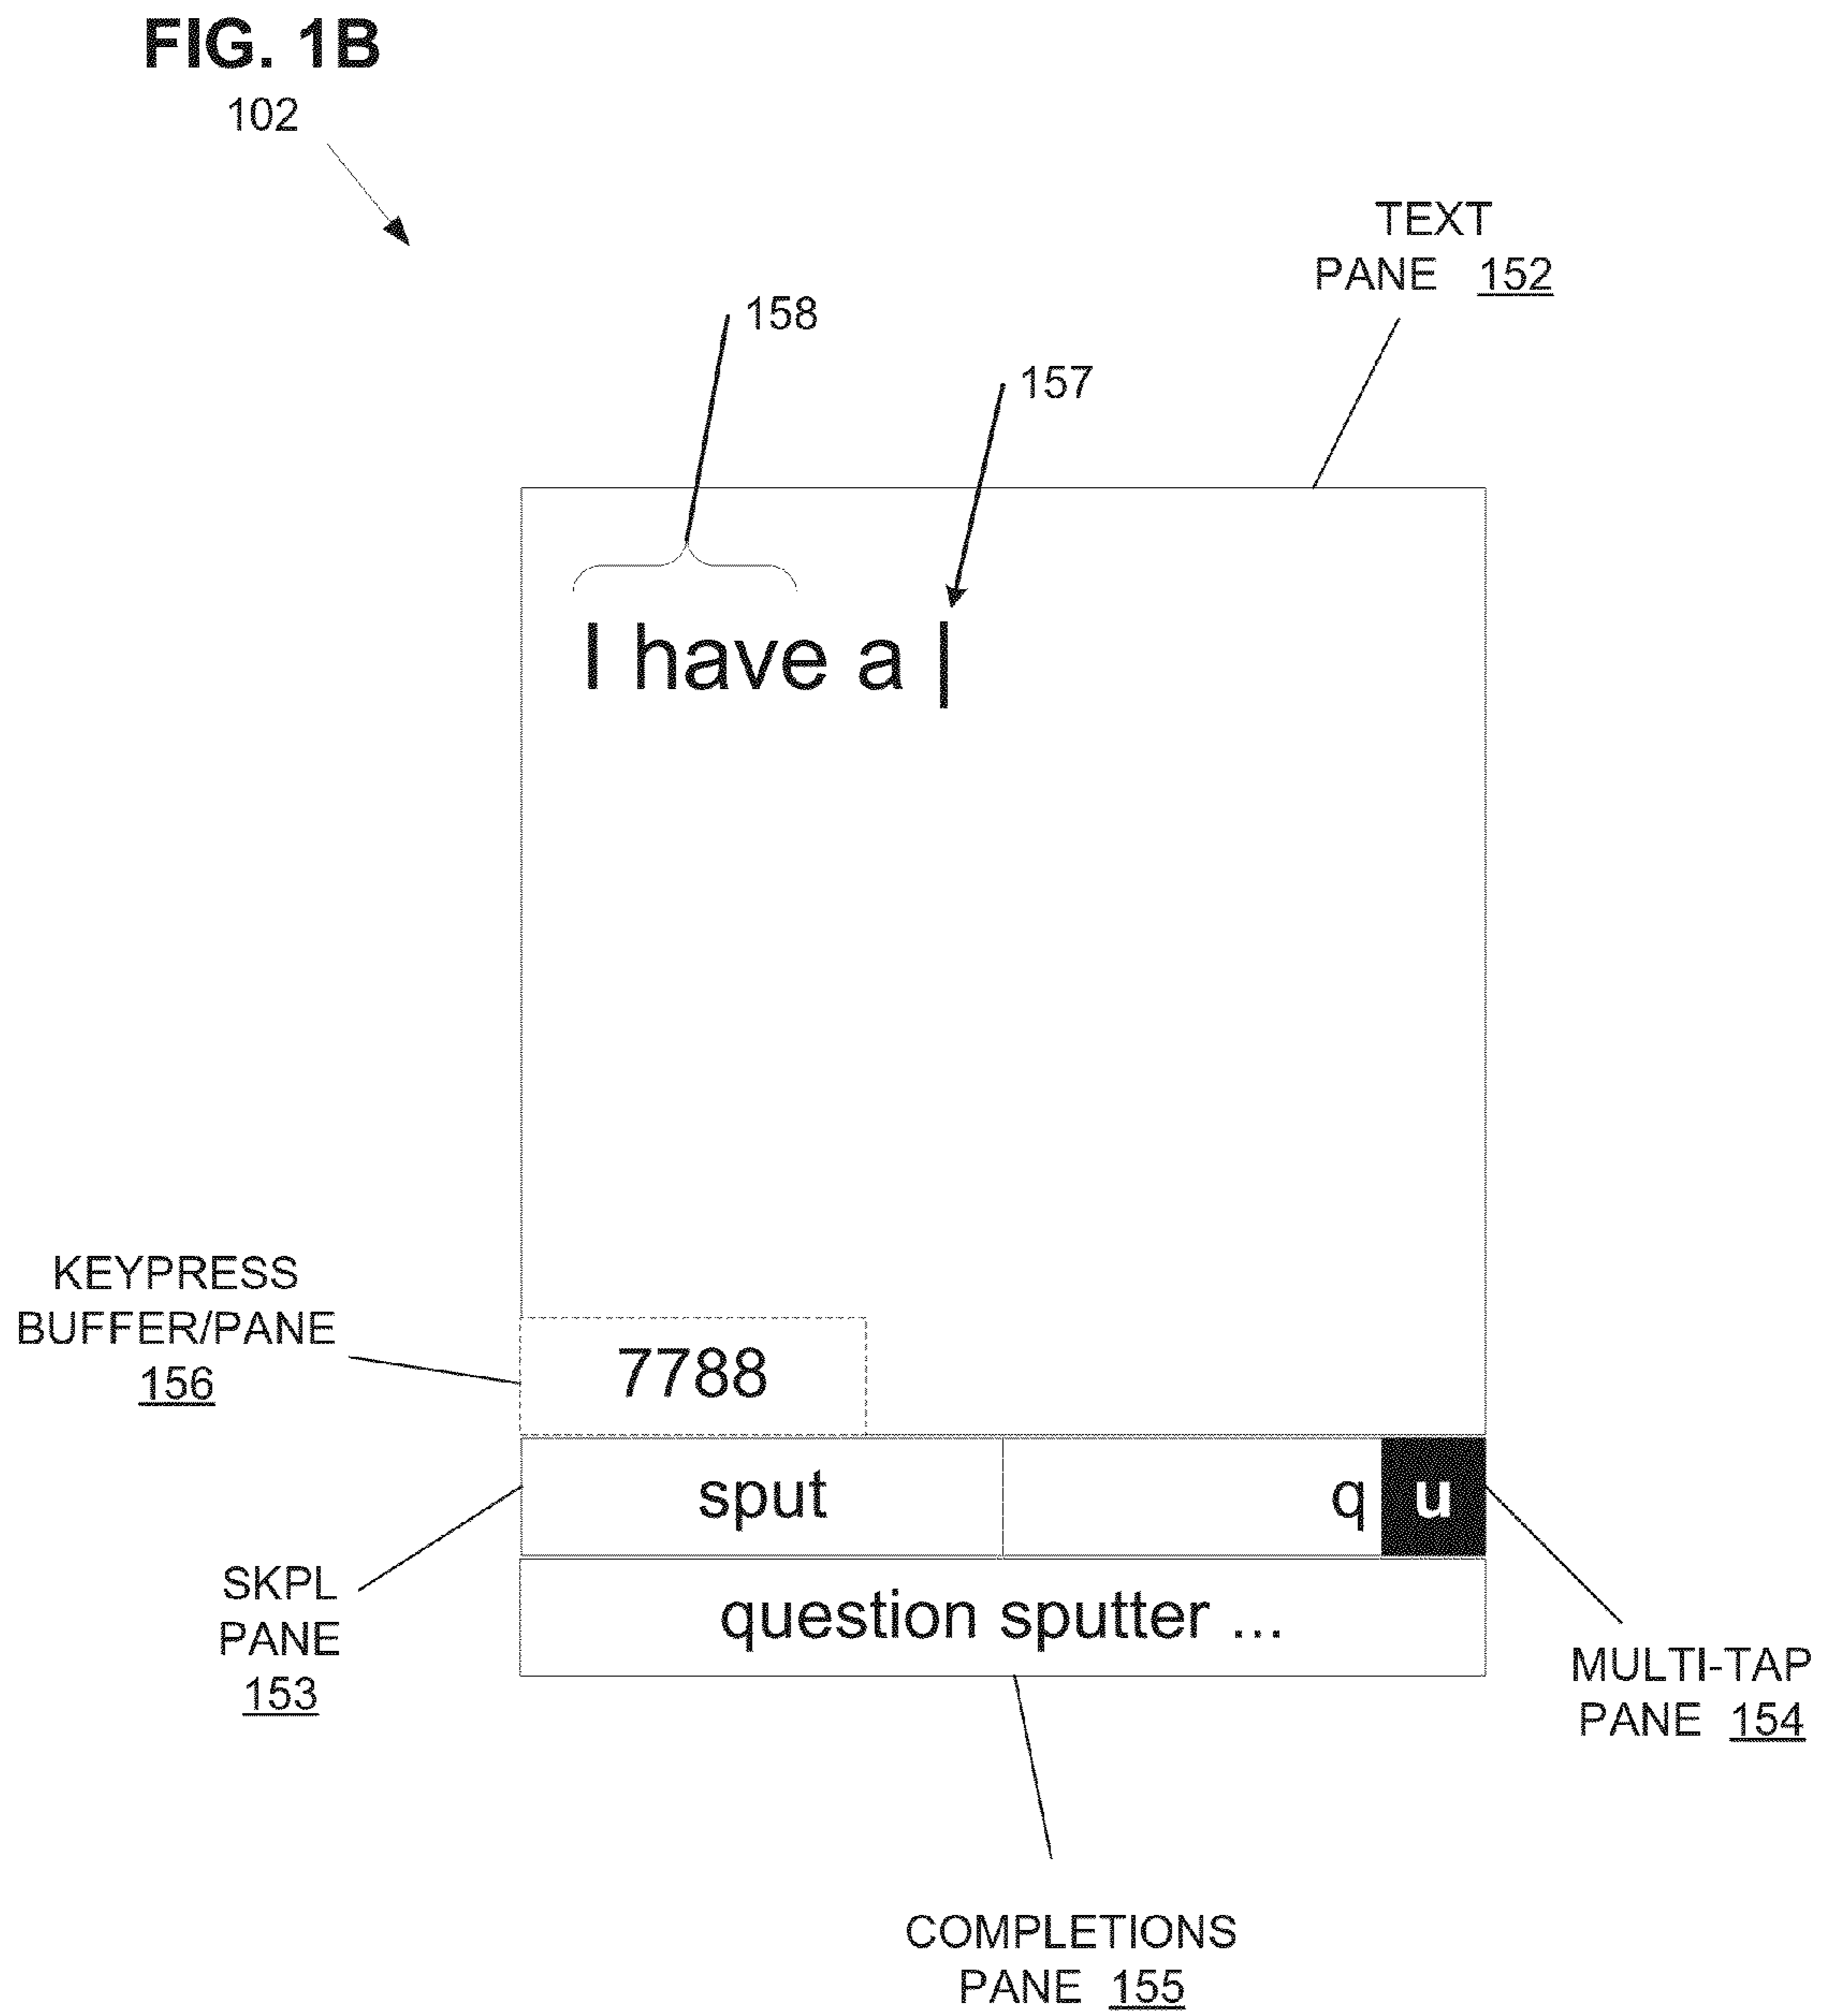 FIG. 1B
102
TEXT
PANE 152
158
157
I have a |
KEYPRESS
BUFFER/PANE
156
7788
sput
q u
SKPL
PANE
153
question sputter ...
MULTI-TAP
PANE 154
COMPLETIONS
PANE 155